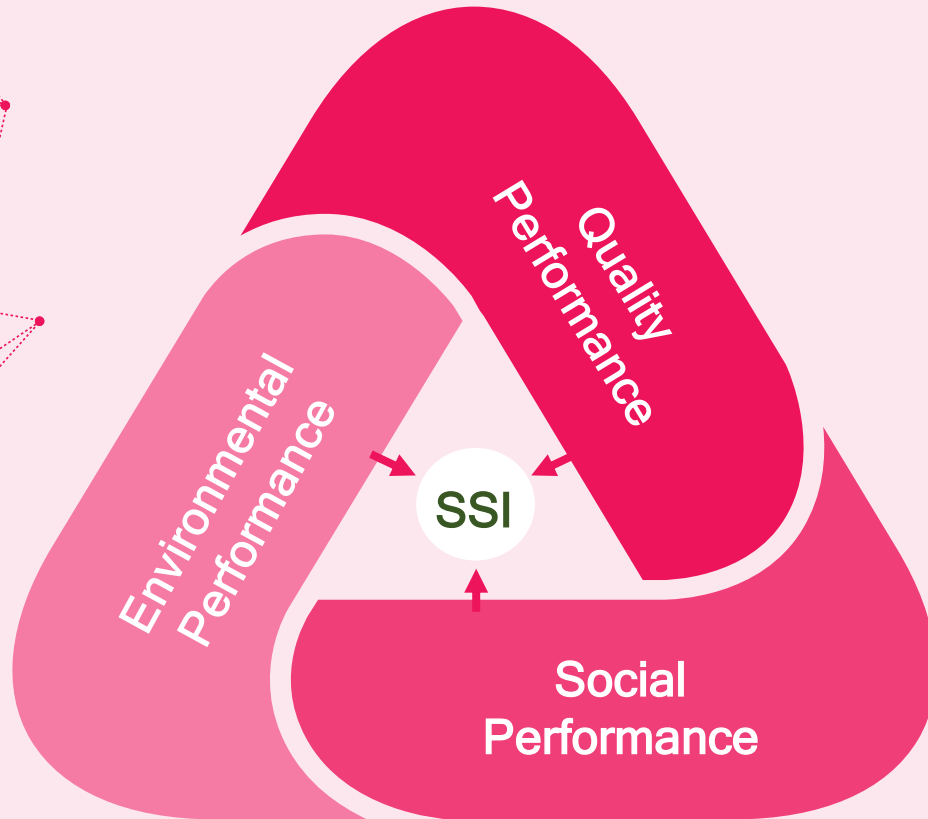 Quality
Performance
Environmental
Performance
SSI
Social
Performance